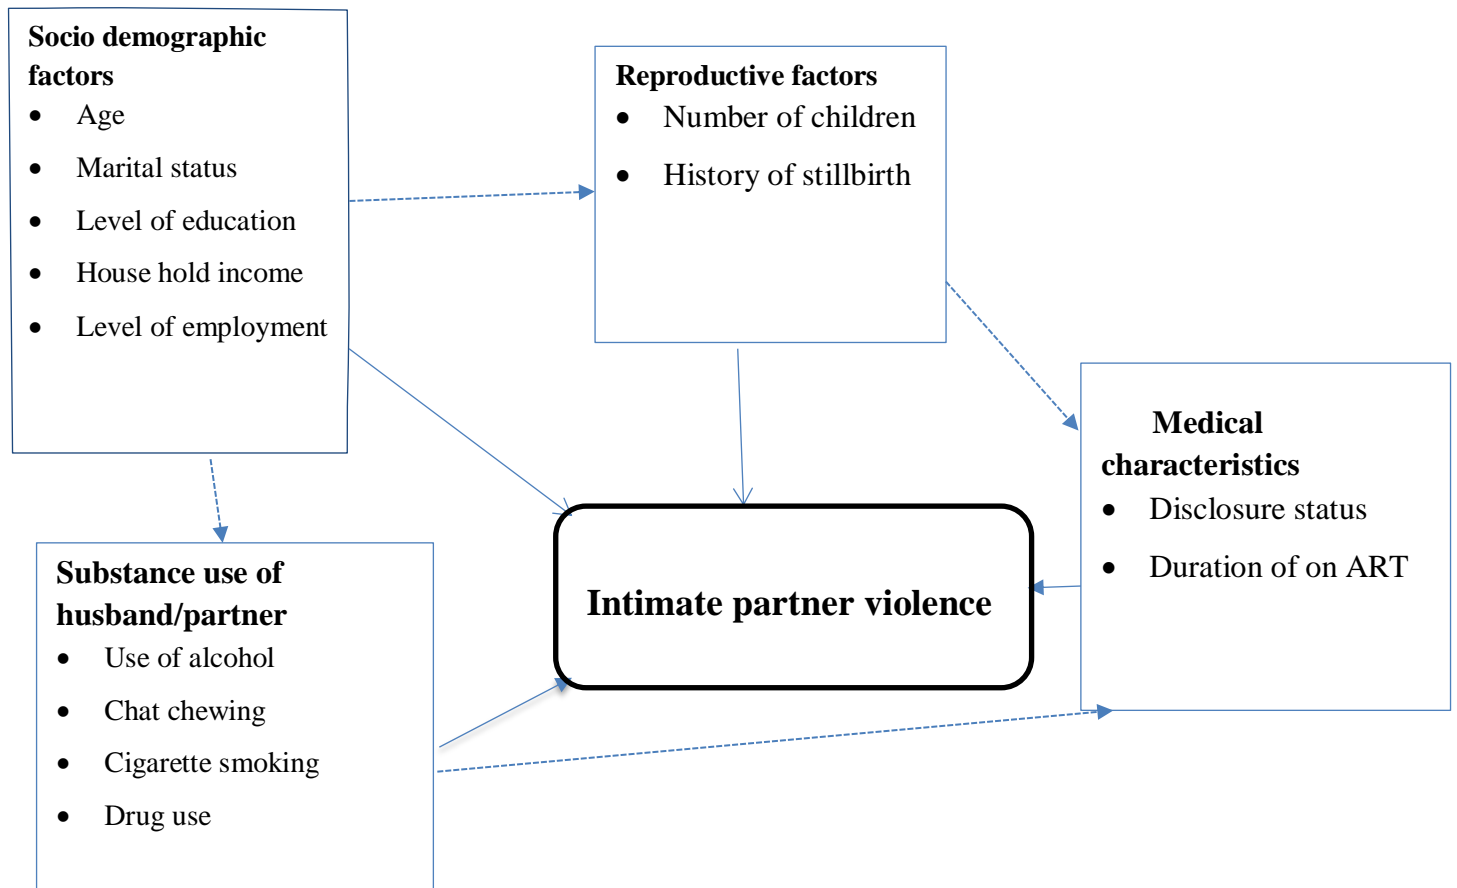 Socio demographic
factors
• Age
• Marital status
• Level of education
• House hold income
• Level of employment
Reproductive factors
• Number of children
• History of stillbirth
Medical
characteristics
• Disclosure status
• Duration of on ART
Intimate partner violence
Substance use of
husband/partner
• Use of alcohol
• Chat chewing
• Cigarette smoking
• Drug use